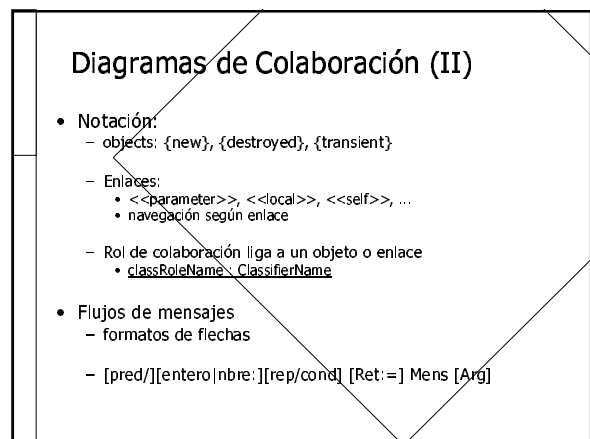 Diagramas de Colaboración (II)
• Notación:
– objects: {new}, {destroyed}, {transient}
– Enlaces:
• <<parameter>>, <<local>>, <<self>>, ...
• navegación según enlace
– Rol de colaboración liga a un objeto o enlace
• classRoleName : ClassifierName
• Flujos de mensajes
– formatos de flechas
– [pred/][entero|nbre:][rep/cond] [Ret:=] Mens [Arg]